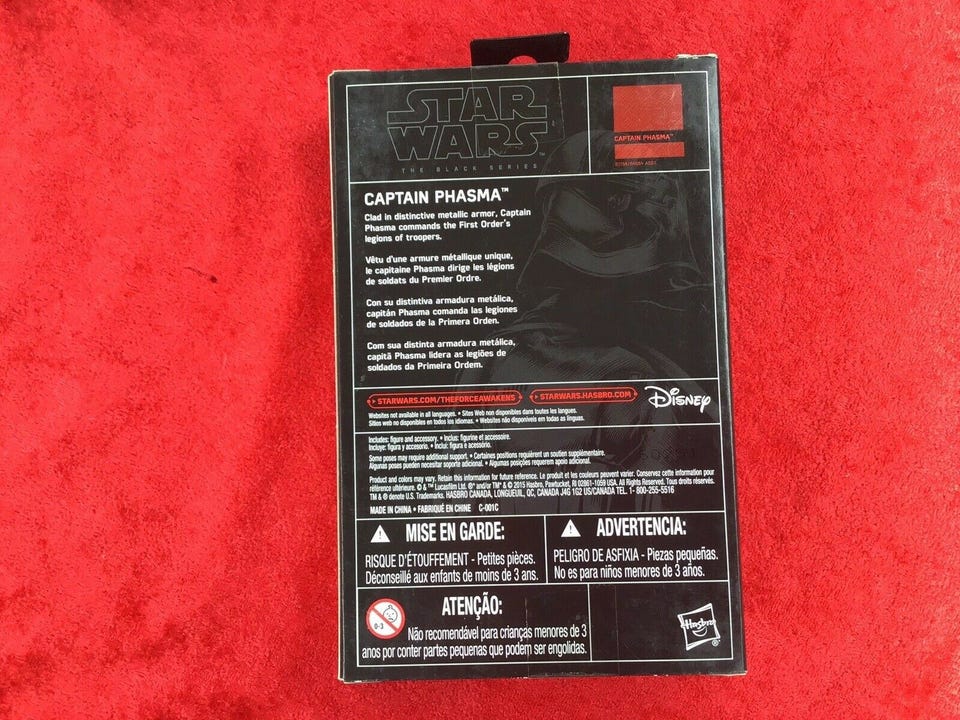 STAR
WARS™
THE BLACK SERIES
CAPTAIN PHASMA™
CAPTAIN PHASMA™
Clad in distinctive metallic armor, Captain
Phasma commands the First Order's
legions of troopers.
Vêtu d'une armure métallique unique,
le capitaine Phasma dirige les légions
de soldats du Premier Ordre.
Con su distintiva armadura metálica,
capitán Phasma comanda las legiones
de soldados de la Primera Orden.
Com sua distinta armadura metálica,
capitã Phasma lidera as legiões de
soldados da Primeira Ordem.
STARWARS.COM/THEFORCEAWAKENS
STARWARS.HASBRO.COM
Disney
Websites not available in all languages. • Sites Web non disponibles dans toutes les langues.
Sitios web no disponibles en todos los idiomas. • Websites não disponíveis em todas as línguas.
Includes: figure and accessory. • Inclus: figurine et accessoire.
Incluye: figura y accesorio. • Inclui: figura e acessório.
Some poses may require additional support. • Certaines positions requièrent un soutien supplémentaire.
Algunas poses pueden necesitar soporte adicional. • Algumas posições requerem apoio adicional.
Product and colors may vary. Retain this information for future reference. Le produit et les couleurs peuvent varier. Conservez cette information pour
référence ultérieure. © & ™ Lucasfilm Ltd. ® and/or TM* & © 2015 Hasbro, Pawtucket, RI 02861-1059 USA. All Rights Reserved. Tous droits réservés.
TM & ® denote U.S. Trademarks. HASBRO CANADA, LONGUEUIL, QC, CANADA J4G 1G2 US/CANADA TEL. 1- 800-255-5516
MADE IN CHINA • FABRIQUÉ EN CHINE C-001C
MISE EN GARDE:
RISQUE D'ÉTOUFFEMENT - Petites pièces.
Déconseillé aux enfants de moins de 3 ans.
ADVERTENCIA:
PELIGRO DE ASFIXIA - Piezas pequeñas.
No es para niños menores de 3 años.
ATENÇÃO:
0-3
Não recomendável para crianças menores de 3
anos por conter partes pequenas que podem ser engolidas.
Hasbro®